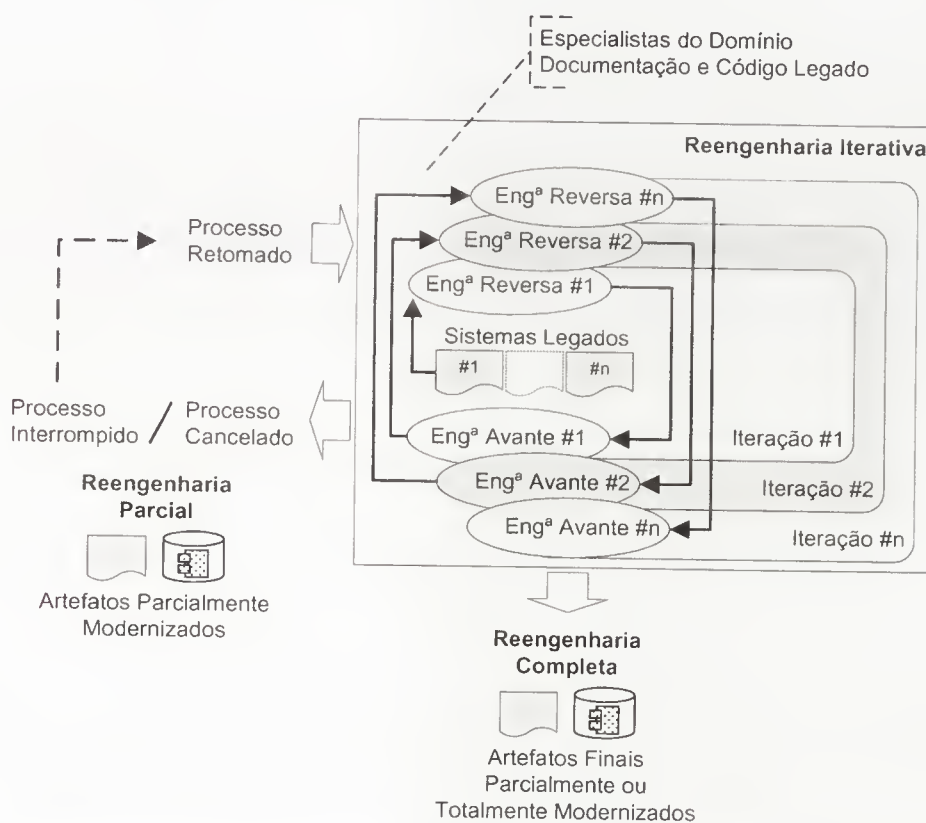 Especialistas do Domínio
Documentação e Código Legado
Reengenharia Iterativa
Engª Reversa #n
Engª Reversa #2
Engª Reversa #1
Sistemas Legados
#1
#n
Engª Avante #1
Engª Avante #2
Engª Avante #n
Iteração #1
Iteração #2
Iteração #n
Processo
Retomado
Processo
Interrompido
/
Processo
Cancelado
Reengenharia
Parcial
Artefatos Parcialmente
Modernizados
Reengenharia
Completa
Artefatos Finais
Parcialmente ou
Totalmente Modernizados